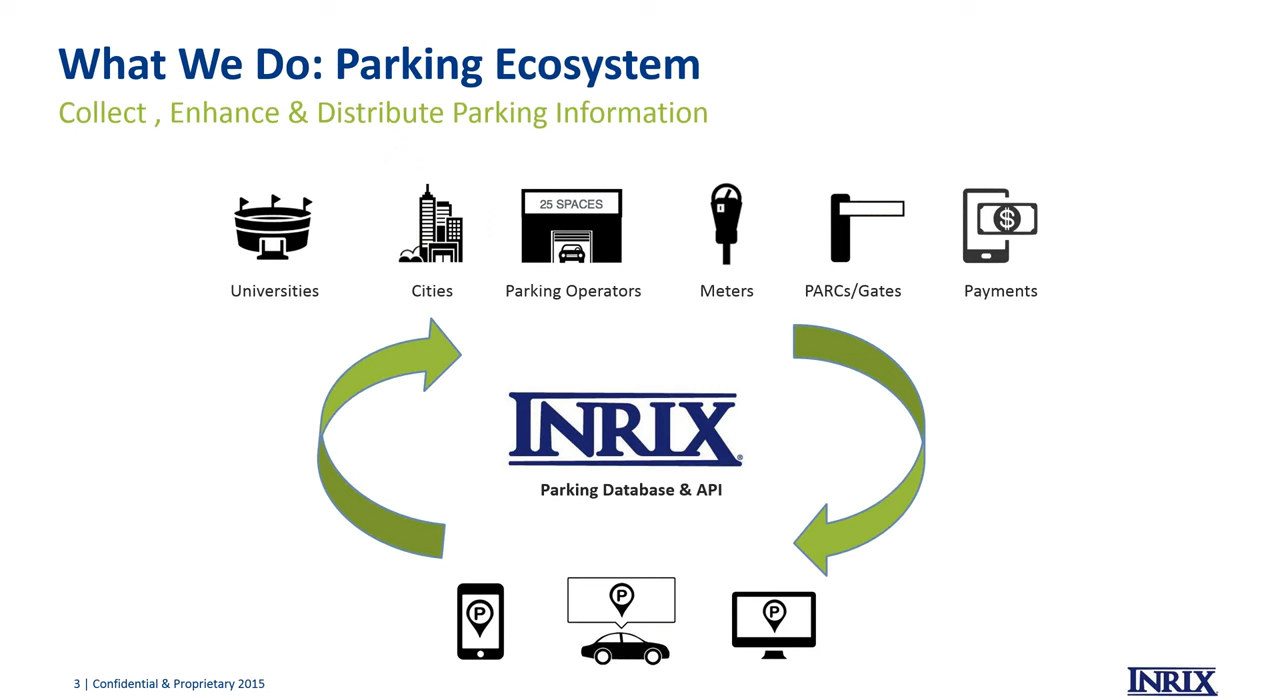 What We Do: Parking Ecosystem
Collect , Enhance & Distribute Parking Information
25 SPACES
$
Universities
Cities
Parking Operators
Meters
PARCs/Gates
Payments
INRIX®
Parking Database & API
P
P
P
3 | Confidential & Proprietary 2015
INRIX